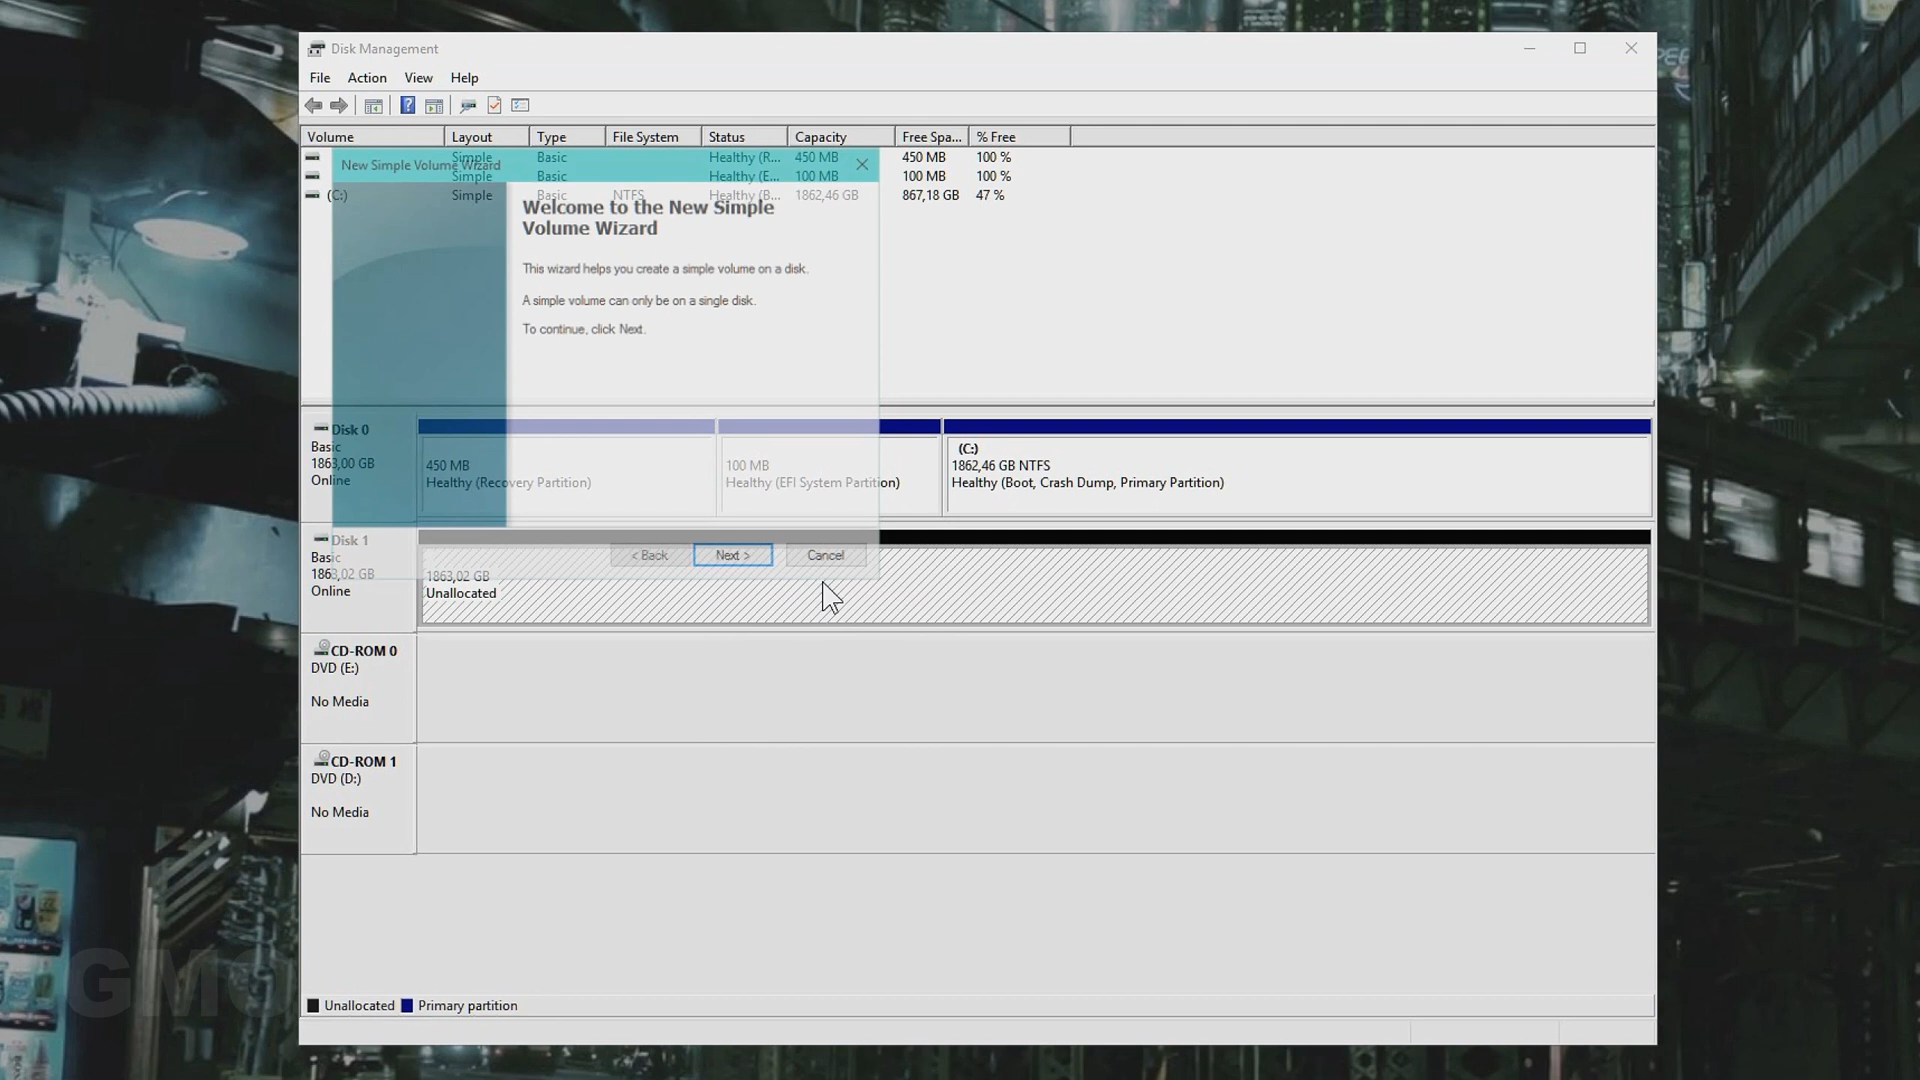 Disk Management
File Action View Help
Volume Layout Type File System Status Capacity Free Spa... % Free
Simple Basic Healthy (R... 450 MB 450 MB 100 %
Simple Basic Healthy (E... 100 MB 100 MB 100 %
(C:) Simple Basic NTFS Healthy (B... 1862,46 GB 867,18 GB 47 %
New Simple Volume Wizard
Welcome to the New Simple
Volume Wizard
This wizard helps you create a simple volume on a disk.
A simple volume can only be on a single disk.
To continue, click Next.
< Back Next > Cancel
Disk 0
Basic
1863,00 GB
Online
450 MB
Healthy (Recovery Partition)
100 MB
Healthy (EFI System Partition)
(C:)
1862,46 GB NTFS
Healthy (Boot, Crash Dump, Primary Partition)
Disk 1
Basic
1863,02 GB
Online
1863,02 GB
Unallocated
CD-ROM 0
DVD (E:)
No Media
CD-ROM 1
DVD (D:)
No Media
Unallocated Primary partition